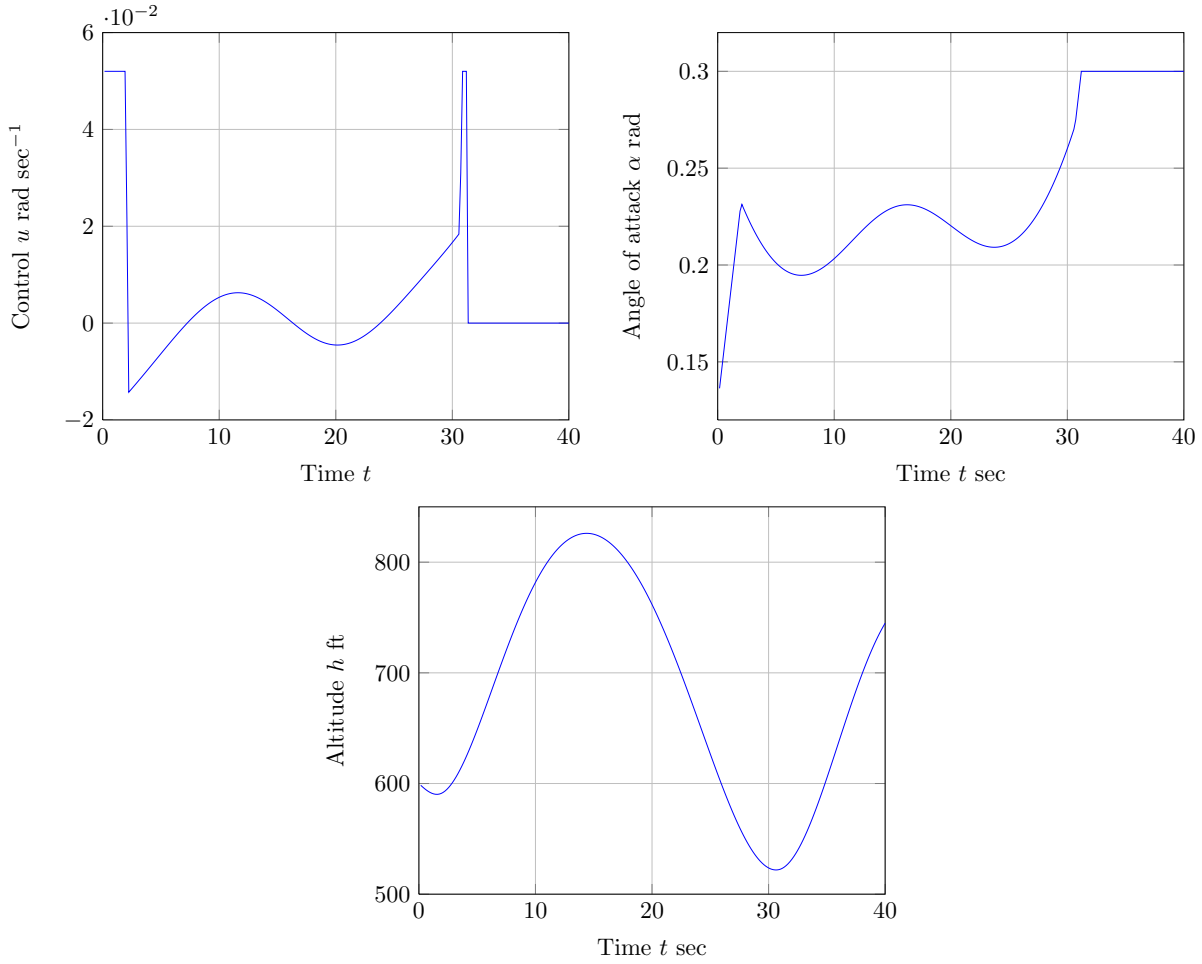 ·10−2
6
4
2
0
−2
0 10 20 30 40
Time t
Control u rad sec−1
0.3
0.25
0.2
0.15
0 10 20 30 40
Time t sec
Angle of attack α rad
800
700
600
500
0 10 20 30 40
Time t sec
Altitude h ft